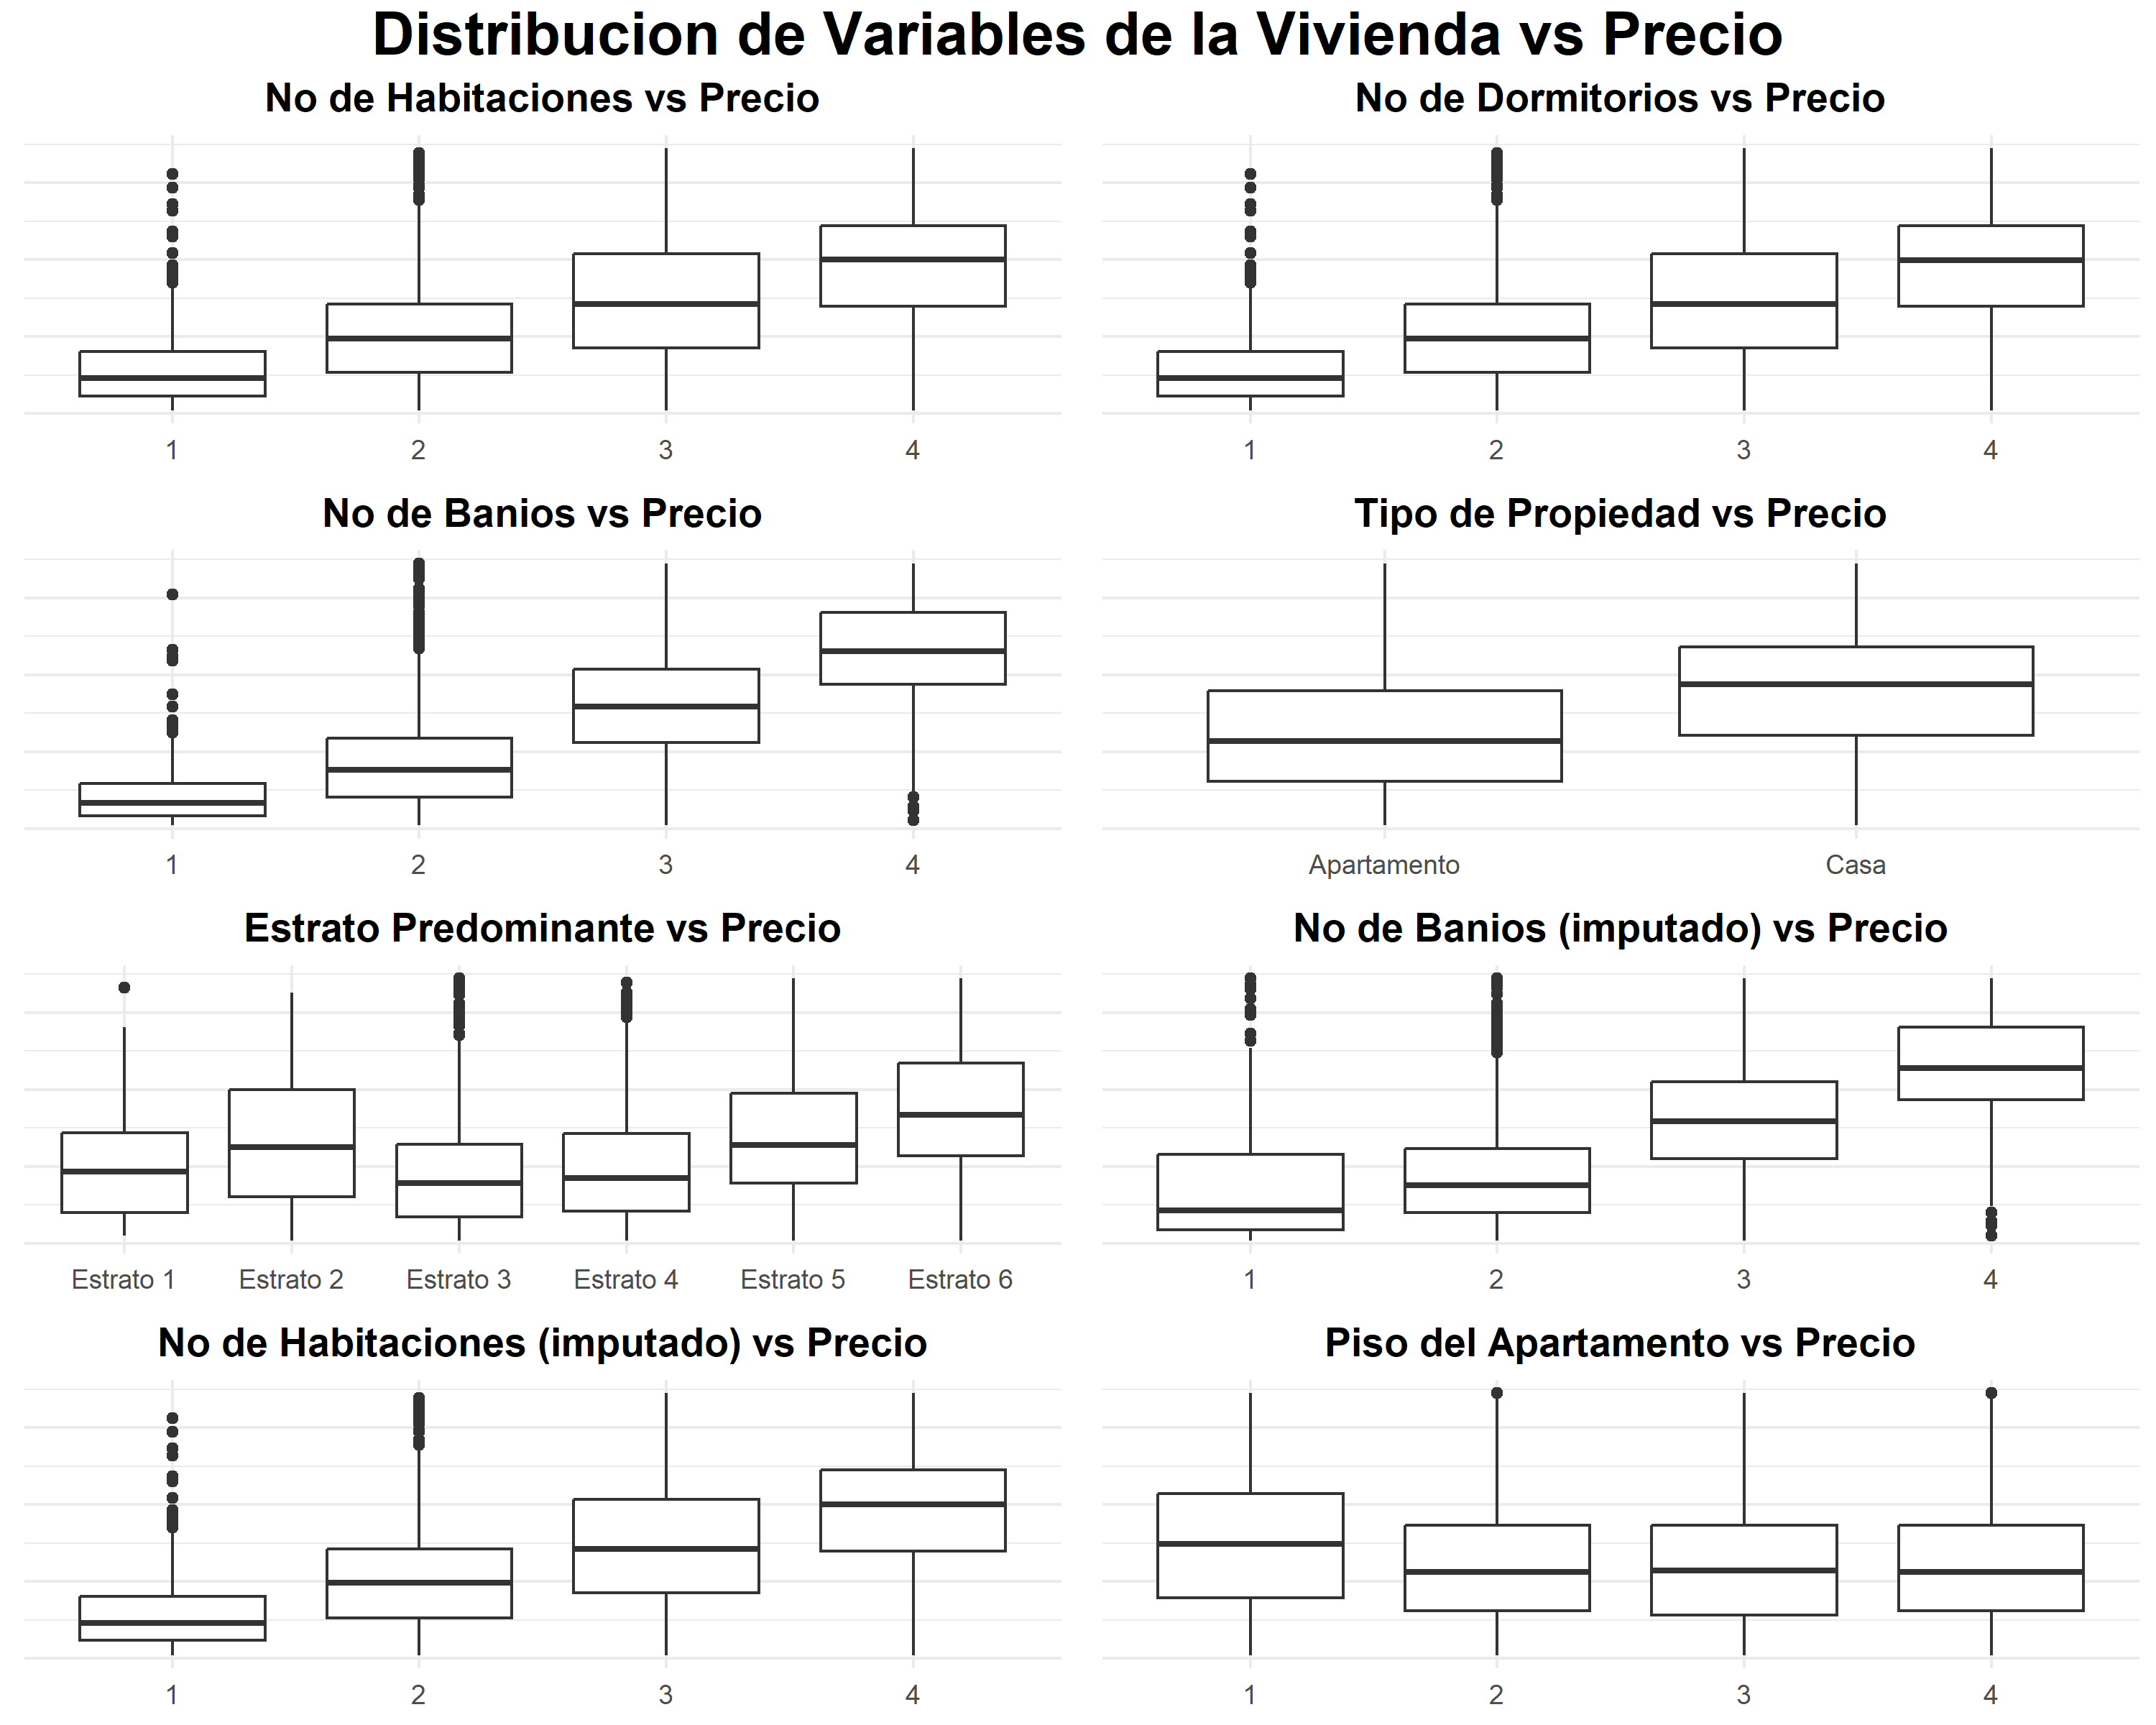 Distribucion de Variables de la Vivienda vs Precio
No de Habitaciones vs Precio
1 2 3 4
No de Dormitorios vs Precio
1 2 3 4
No de Banios vs Precio
1 2 3 4
Tipo de Propiedad vs Precio
Apartamento Casa
Estrato Predominante vs Precio
Estrato 1 Estrato 2 Estrato 3 Estrato 4 Estrato 5 Estrato 6
No de Banios (imputado) vs Precio
1 2 3 4
No de Habitaciones (imputado) vs Precio
1 2 3 4
Piso del Apartamento vs Precio
1 2 3 4